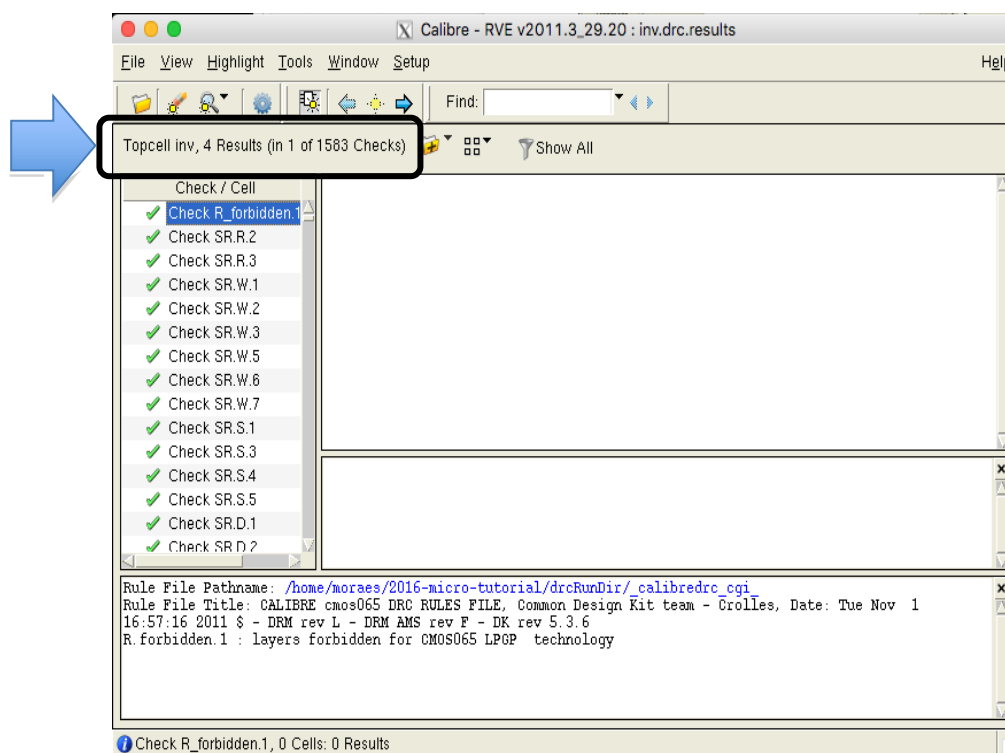 Calibre - RVE v2011.3_29.20 : inv.drc.results
File View Highlight Tools Window Setup Help
Find:
Topcell inv, 4 Results (in 1 of 1583 Checks) Show All
Check / Cell
Check R_forbidden.1
Check SR.R.2
Check SR.R.3
Check SR.W.1
Check SR.W.2
Check SR.W.3
Check SR.W.5
Check SR.W.6
Check SR.W.7
Check SR.S.1
Check SR.S.3
Check SR.S.4
Check SR.S.5
Check SR.D.1
Check SR.D.2
Rule File Pathname: /home/moraes/2016-micro-tutorial/drcRunDir/_calibredrc_cgi_
Rule File Title: CALIBRE cmos065 DRC RULES FILE, Common Design Kit team - Crolles, Date: Tue Nov 1
16:57:16 2011 $ - DRM rev L - DRM AMS rev F - DK rev 5.3.6
R.forbidden.1 : layers forbidden for CMOS065 LPGP technology
Check R_forbidden.1, 0 Cells: 0 Results